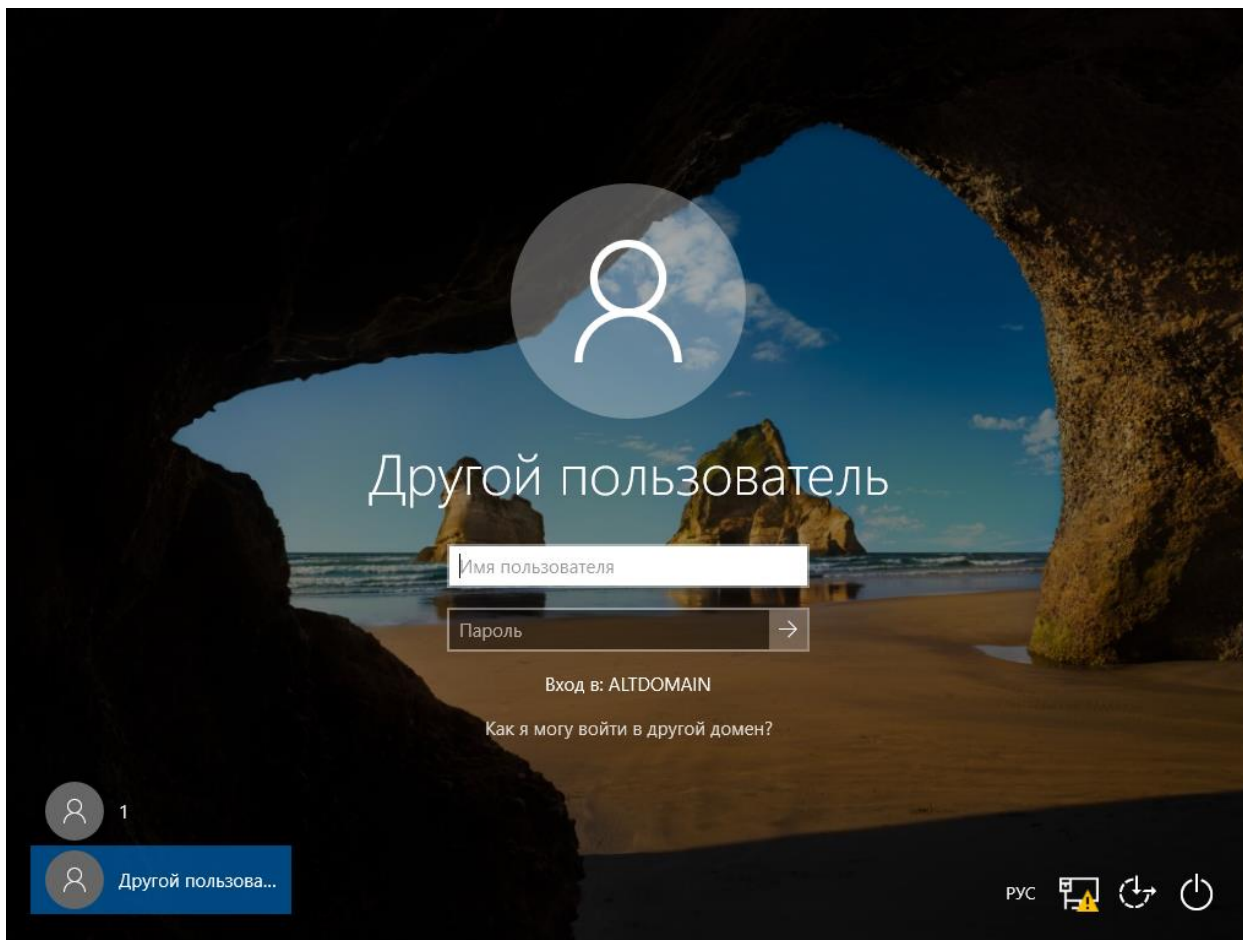 Другой пользователь
Имя пользователя
Пароль
Вход в: ALTDOMAIN
Как я могу войти в другой домен?
1
Другой пользова...
РУС